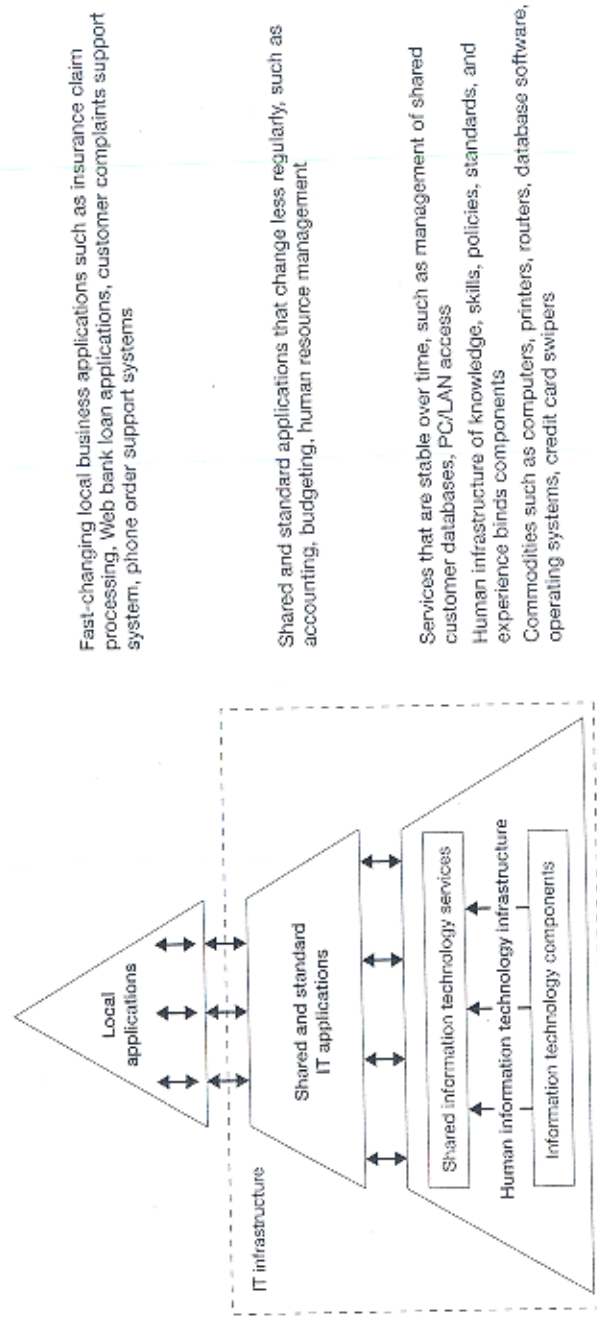 Local
applications
IT infrastructure
Shared and standard
IT applications
Shared information technology services
Human information technology infrastructure
Information technology components
Fast-changing local business applications such as insurance claim
processing, Web bank loan applications, customer complaints support
system, phone order support systems
Shared and standard applications that change less regularly, such as
accounting, budgeting, human resource management
Services that are stable over time, such as management of shared
customer databases, PC/LAN access
Human infrastructure of knowledge, skills, policies, standards, and
experience binds components
Commodities such as computers, printers, routers, database software,
operating systems, credit card swipers